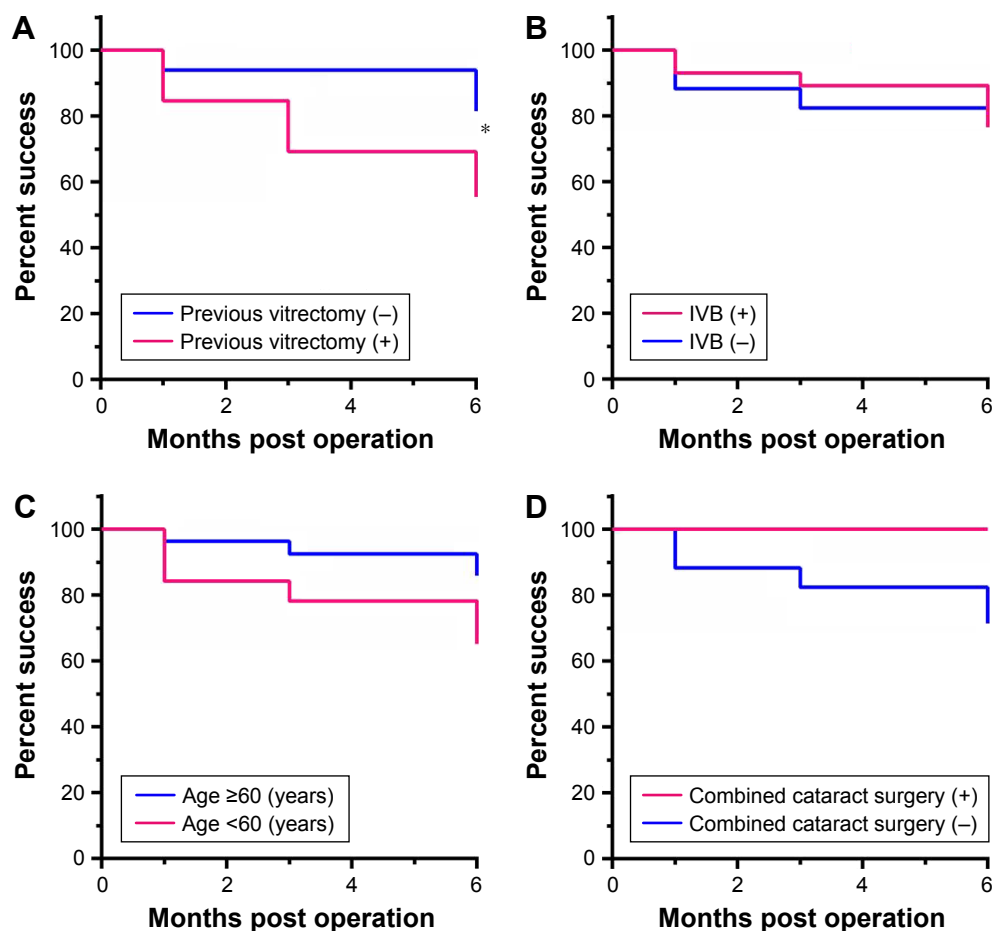 A
Percent success
100
80
60
40
20
0
*
Previous vitrectomy (–)
Previous vitrectomy (+)
0 2 4 6
Months post operation
B
Percent success
100
80
60
40
20
0
IVB (+)
IVB (–)
0 2 4 6
Months post operation
C
Percent success
100
80
60
40
20
0
Age ≥60 (years)
Age <60 (years)
0 2 4 6
Months post operation
D
Percent success
100
80
60
40
20
0
Combined cataract surgery (+)
Combined cataract surgery (–)
0 2 4 6
Months post operation